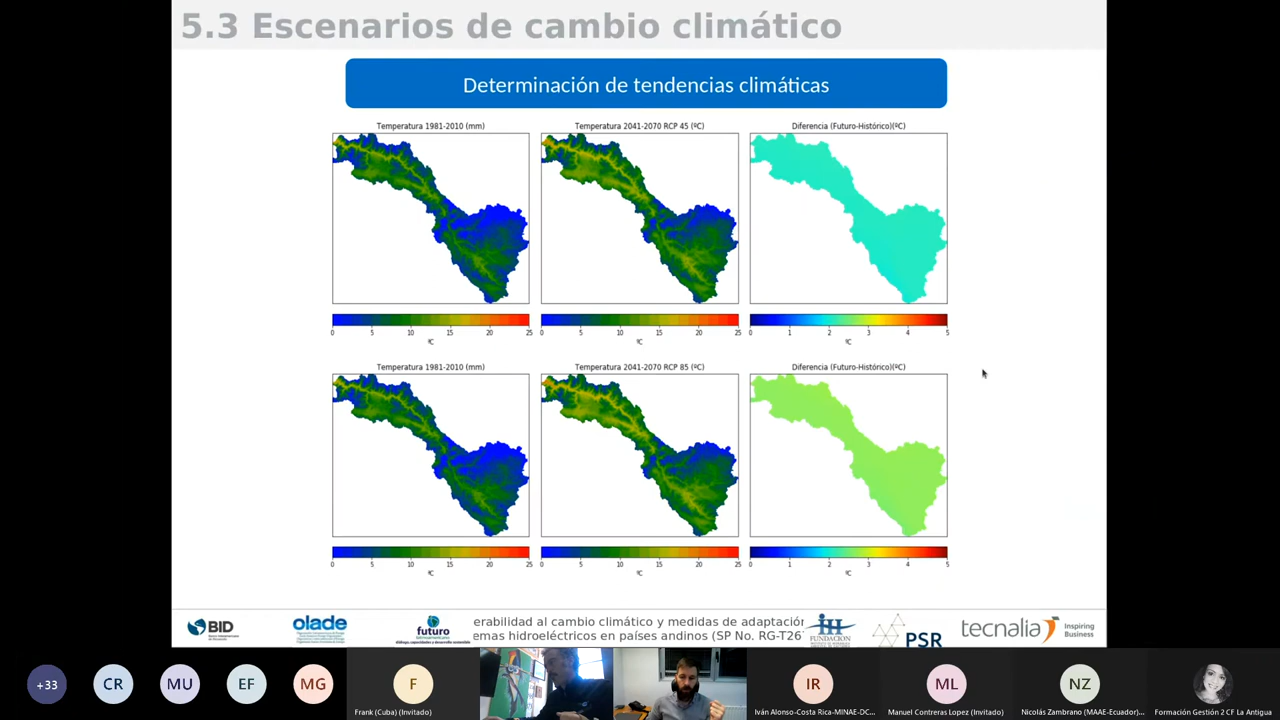 5.3 Escenarios de cambio climático
Determinación de tendencias climáticas
Temperatura 1981-2010 (mm)
Temperatura 2041-2070 RCP 45 (ºC)
Diferencia (Futuro-Histórico)(ºC)
0 5 10 15 20 25
ºC
0 5 10 15 20 25
ºC
0 1 2 3 4 5
ºC
Temperatura 1981-2010 (mm)
Temperatura 2041-2070 RCP 85 (ºC)
Diferencia (Futuro-Histórico)(ºC)
0 5 10 15 20 25
ºC
0 5 10 15 20 25
ºC
0 1 2 3 4 5
ºC
BID
olade
futuro
latinoamericano
erabilidad al cambio climático y medidas de adaptación
emas hidroeléctricos en países andinos (SP No. RG-T26
FUNDACIÓN
PSR
tecnalia
Inspiring
Business
+33
CR
MU
EF
MG
F
Frank (Cuba) (Invitado)
IR
Iván Alonso-Costa Rica-MINAE-DC...
ML
Manuel Contreras Lopez (Invitado)
NZ
Nicolás Zambrano (MAAE-Ecuador)...
Formación Gestión 2 CF La Antigua